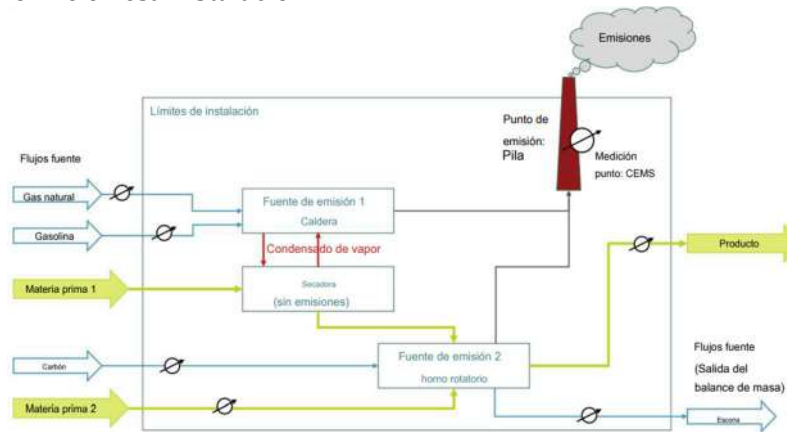 Emisiones
Límites de instalación
Punto de
emisión:
Pila
Medición
punto: CEMS
Flujos fuente
Gas natural
Gasolina
Fuente de emisión 1
Caldera
Condensado de vapor
Secadora
(sin emisiones)
Materia prima 1
Producto
Fuente de emisión 2
horno rotatorio
Carbón
Materia prima 2
Flujos fuente
(Salida del
balance de masa)
Escoria